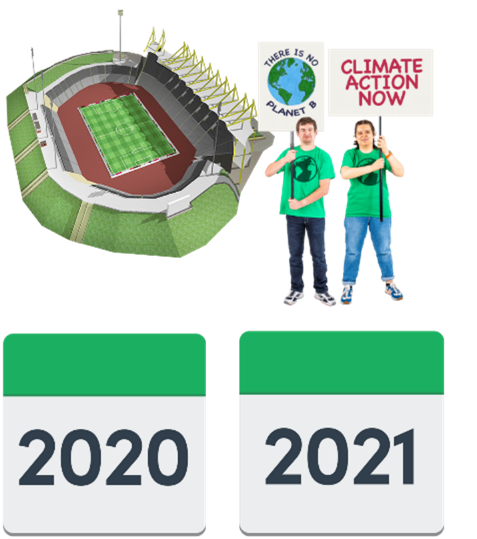 THERE IS NO
PLANET B
CLIMATE
ACTION
NOW
2020
2021